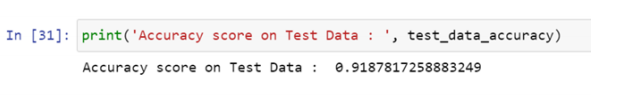 In [31]: print('Accuracy score on Test Data : ', test_data_accuracy)
Accuracy score on Test Data :  0.9187817258883249